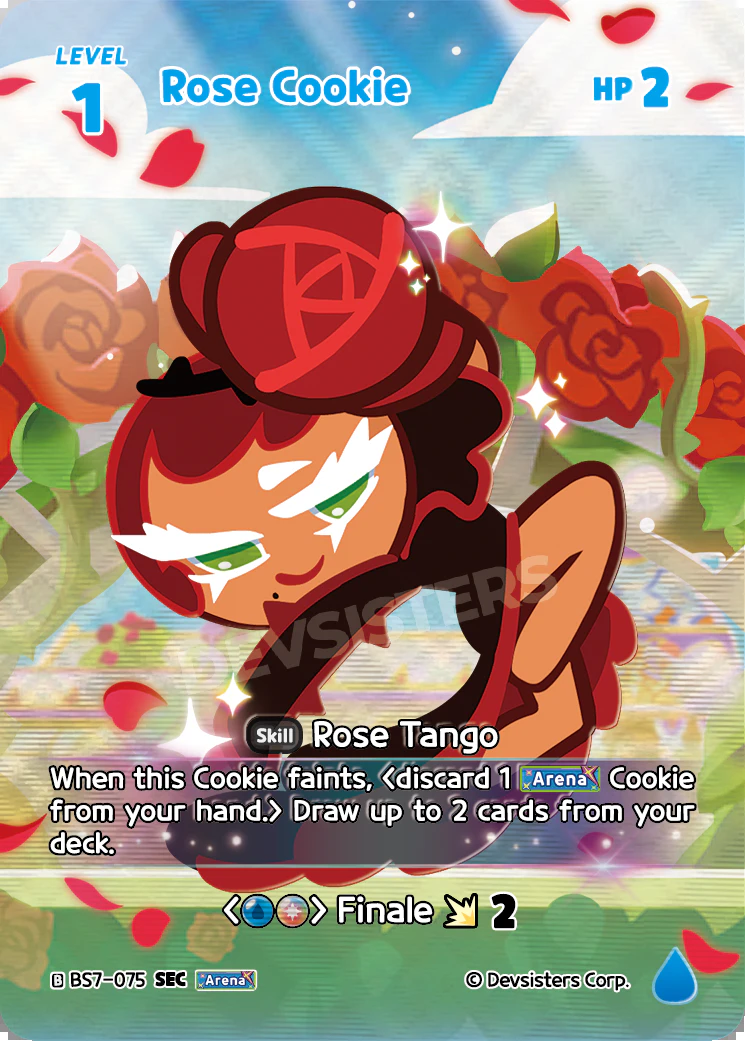 LEVEL
1
Rose Cookie
HP 2
DEVSISTERS
Skill Rose Tango
When this Cookie faints, <discard 1 Arena Cookie
from your hand.> Draw up to 2 cards from your
deck.
< > Finale 2
B BS7-075 SEC Arena
© Devsisters Corp.